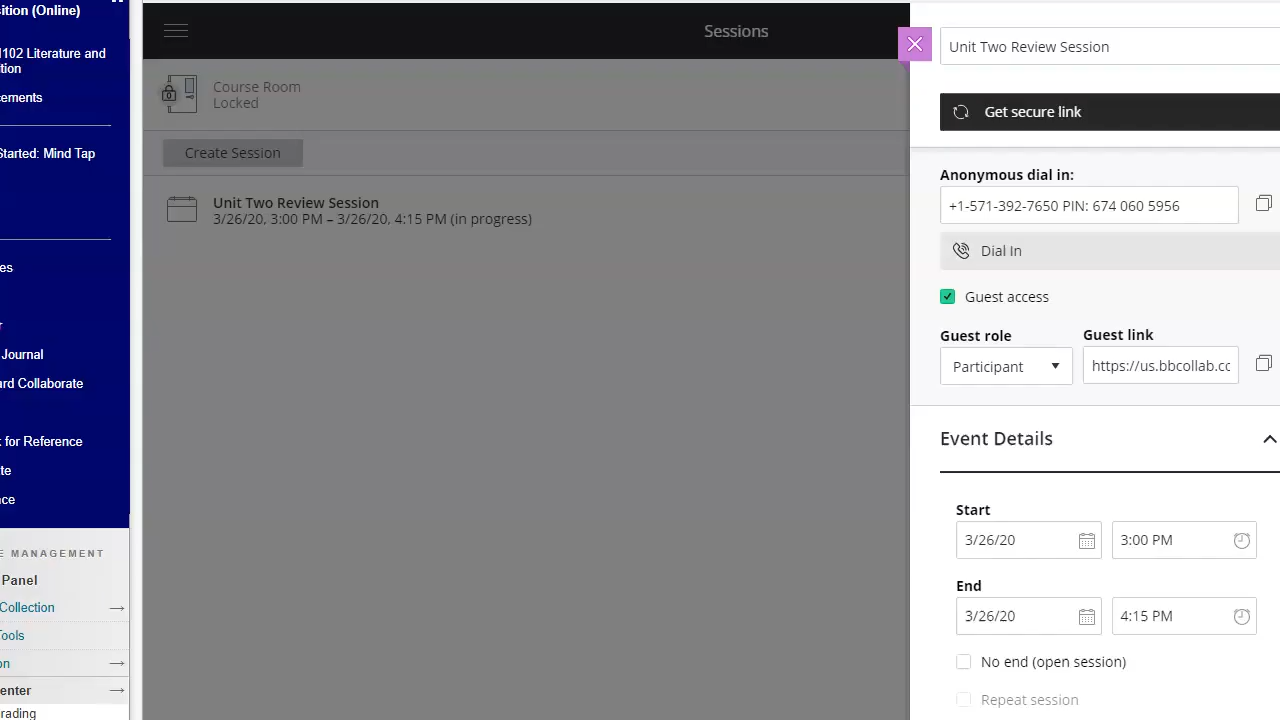 ition (Online)
102 Literature and
tion
cements
Started: Mind Tap
es
r
Journal
rd Collaborate
for Reference
te
ce
E MANAGEMENT
Panel
Collection
Tools
on
enter
rading
Sessions
Course Room
Locked
Create Session
Unit Two Review Session
3/26/20, 3:00 PM – 3/26/20, 4:15 PM (in progress)
Unit Two Review Session
Get secure link
Anonymous dial in:
+1-571-392-7650 PIN: 674 060 5956
Dial In
Guest access
Guest role
Guest link
Participant
https://us.bbcollab.cc
Event Details
Start
3/26/20
3:00 PM
End
3/26/20
4:15 PM
No end (open session)
Repeat session